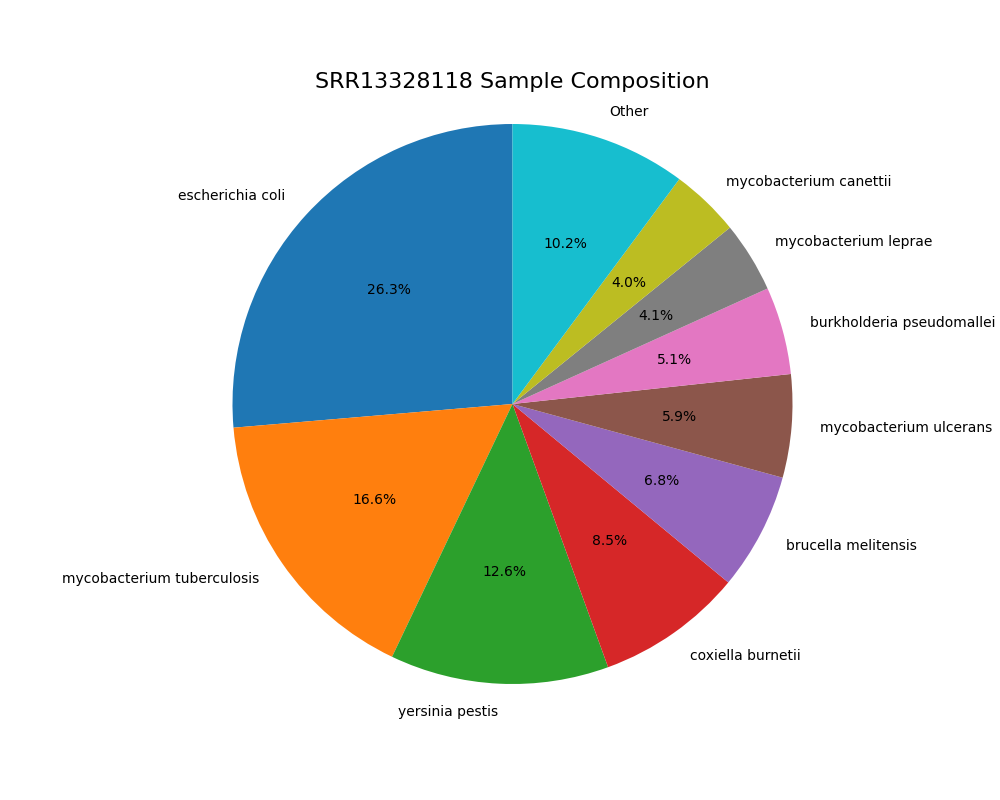 SRR13328118 Sample Composition
Other
10.2%
mycobacterium canettii
4.0%
mycobacterium leprae
4.1%
burkholderia pseudomallei
5.1%
mycobacterium ulcerans
5.9%
brucella melitensis
6.8%
coxiella burnetii
8.5%
yersinia pestis
12.6%
mycobacterium tuberculosis
16.6%
escherichia coli
26.3%